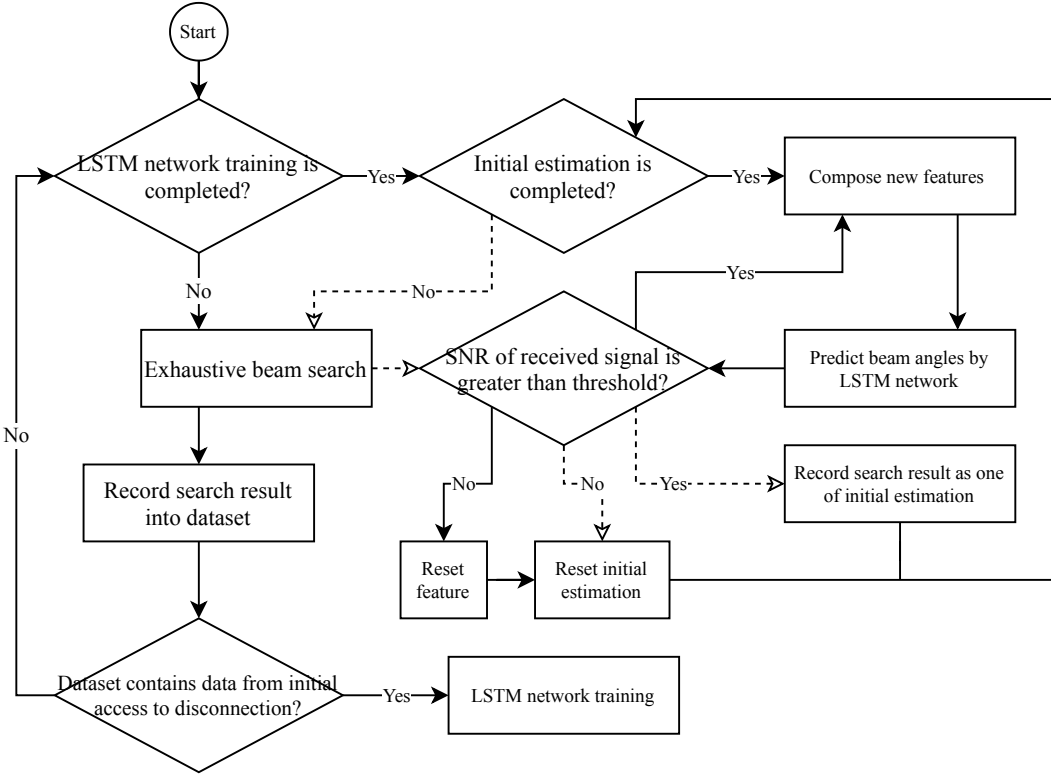 Start
LSTM network training is
completed?
Yes
Initial estimation is
completed?
Yes
Compose new features
No
No
Yes
Exhaustive beam search
SNR of received signal is
greater than threshold?
Predict beam angles by
LSTM network
No
Record search result
into dataset
No
No
Yes
Record search result as one
of initial estimation
Reset
feature
Reset initial
estimation
Dataset contains data from initial
access to disconnection?
Yes
LSTM network training